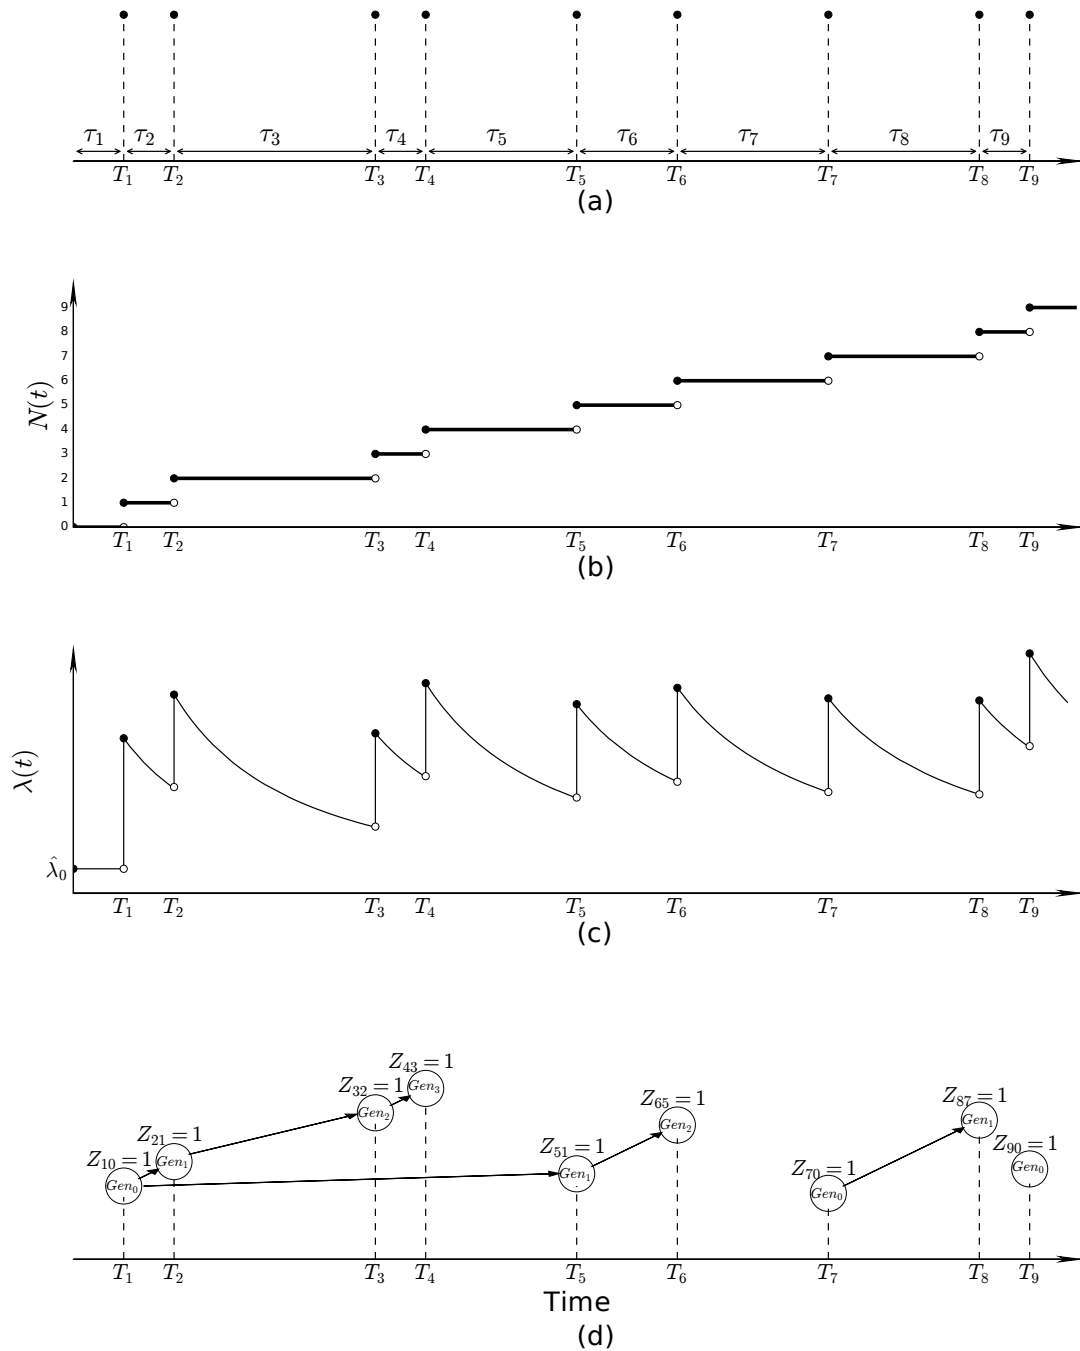 τ₁ τ₂ τ₃ τ₄ τ₅ τ₆ τ₇ τ₈ τ₉
T₁ T₂ T₃ T₄ T₅ T₆ T₇ T₈ T₉
(a)
9
8
7
6
5
4
3
2
1
0
N(t)
T₁ T₂ T₃ T₄ T₅ T₆ T₇ T₈ T₉
(b)
λ(t)
λ̂₀
T₁ T₂ T₃ T₄ T₅ T₆ T₇ T₈ T₉
(c)
Z₁₀ = 1 Z₂₁ = 1 Z₃₂ = 1 Z₄₃ = 1 Z₅₁ = 1 Z₆₅ = 1 Z₇₀ = 1 Z₈₇ = 1 Z₉₀ = 1
Gen₀ Gen₁ Gen₂ Gen₃ Gen₁ Gen₂ Gen₀ Gen₁ Gen₀
T₁ T₂ T₃ T₄ T₅ T₆ T₇ T₈ T₉
Time
(d)